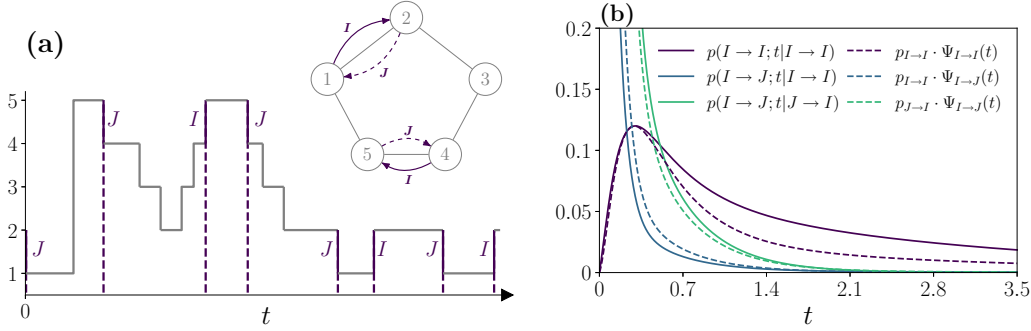 (a)
I
2
J
1
3
J
5
4
I
5
4
3
2
1
J
I
J
J
J
I
J
I
0
t
(b)
0.2
0.15
0.1
0.05
0
p(I → I; t|I → I)
p(I → J; t|I → I)
p(I → J; t|J → I)
p_{I→I} · Ψ_{I→I}(t)
p_{I→I} · Ψ_{I→J}(t)
p_{J→I} · Ψ_{I→J}(t)
0
0.7
1.4
2.1
2.8
3.5
t